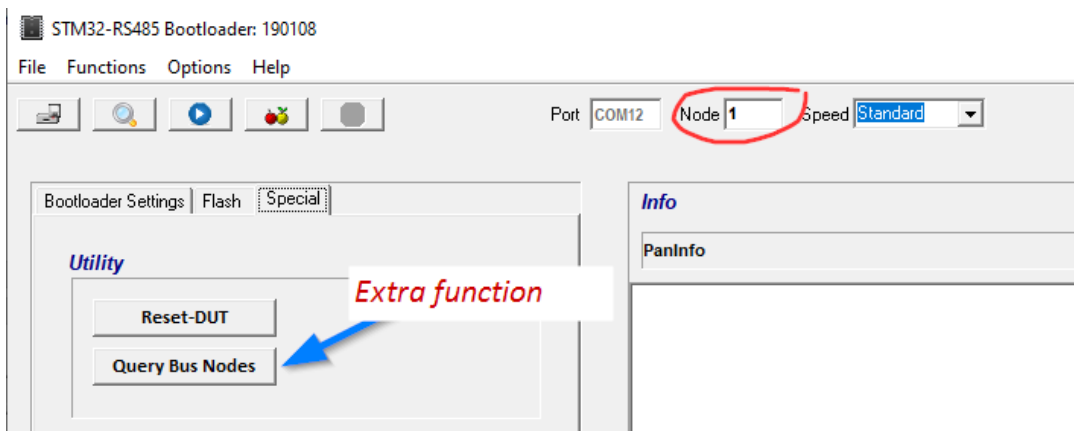 STM32-RS485 Bootloader: 190108
File Functions Options Help
Port COM12 Node 1 Speed Standard
Bootloader Settings Flash Special
Info
PanInfo
Utility
Extra function
Reset-DUT
Query Bus Nodes